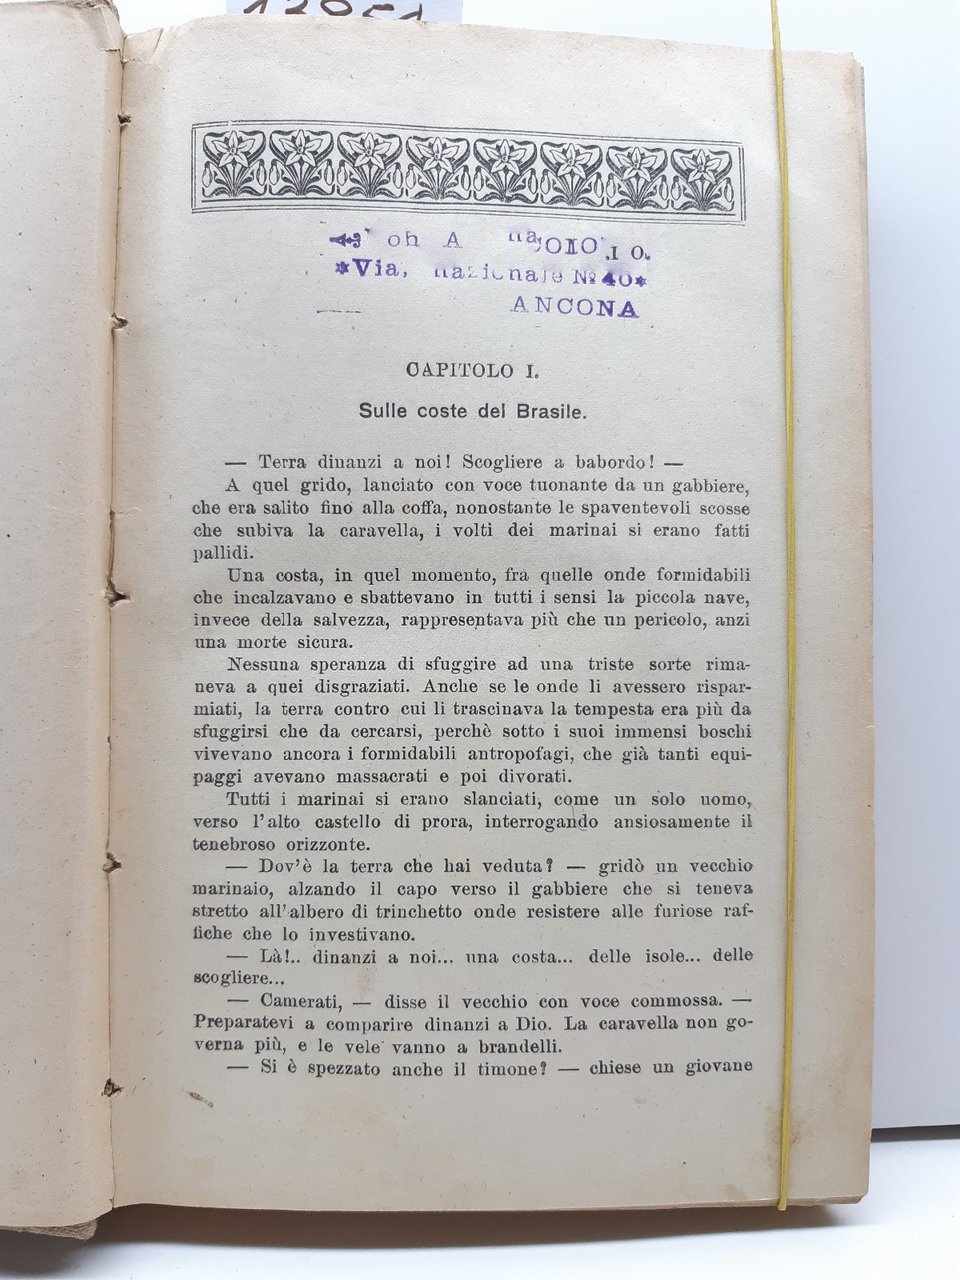 CAPITOLO I.
Sulle coste del Brasile.
— Terra dinanzi a noi! Scogliere a babordo! —
A quel grido, lanciato con voce tuonante da un gabbiere,
che era salito fino alla coffa, nonostante le spaventevoli scosse
che subiva la caravella, i volti dei marinai si erano fatti
pallidi.
Una costa, in quel momento, fra quelle onde formidabili
che incalzavano e sbattevano in tutti i sensi la piccola nave,
invece della salvezza, rappresentava più che un pericolo, anzi
una morte sicura.
Nessuna speranza di sfuggire ad una triste sorte rima-
neva a quei disgraziati. Anche se le onde li avessero rispar-
miati, la terra contro cui li trascinava la tempesta era più da
sfuggirsi che da cercarsi, perchè sotto i suoi immensi boschi
vivevano ancora i formidabili antropofagi, che già tanti equi-
paggi avevano massacrati e poi divorati.
Tutti i marinai si erano slanciati, come un solo uomo,
verso l'alto castello di prora, interrogando ansiosamente il
tenebroso orizzonte.
— Dov'è la terra che hai veduta? — gridò un vecchio
marinaio, alzando il capo verso il gabbiere che si teneva
stretto all'albero di trinchetto onde resistere alle furiose raf-
fiche che lo investivano.
— Là!.. dinanzi a noi... una costa... delle isole... delle
scogliere...
— Camerati, — disse il vecchio con voce commossa. —
Preparatevi a comparire dinanzi a Dio. La caravella non go-
verna più, e le vele vanno a brandelli.
— Si è spezzato anche il timone? — chiese un giovane
*Via, nazionale Nº 40*
ANCONA